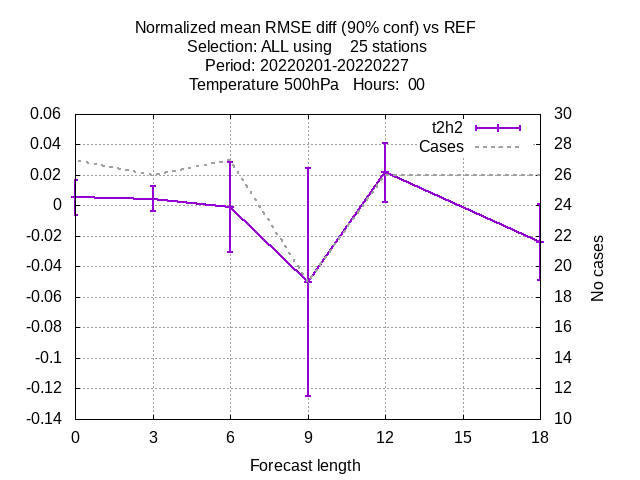 Normalized mean RMSE diff (90% conf) vs REF
Selection: ALL using    25 stations
Period: 20220201-20220227
Temperature 500hPa   Hours:  00
0.06
0.04
0.02
0
-0.02
-0.04
-0.06
-0.08
-0.1
-0.12
-0.14
t2h2
Cases
30
28
26
24
22
20
18
16
14
12
10
No cases
0 3 6 9 12 15 18
Forecast length